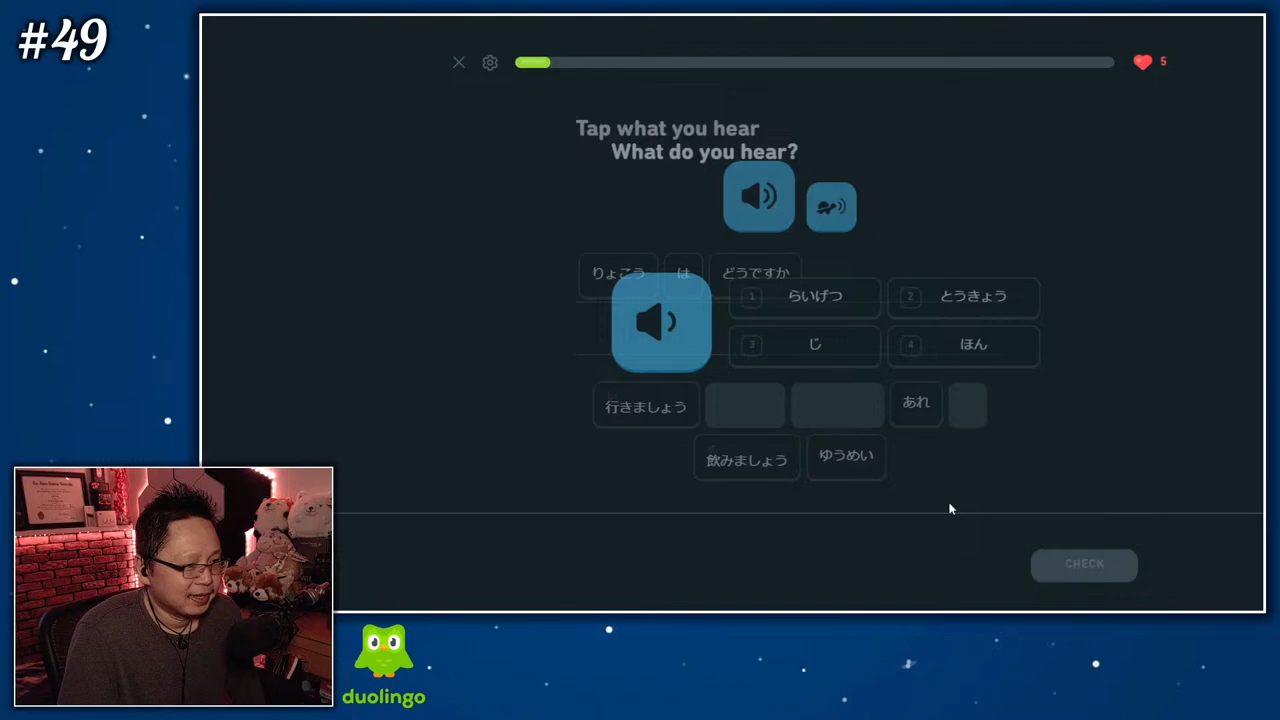 #49
5
Tap what you hear
What do you hear?
りょこう は どうですか
1 らいげつ 2 とうきょう
3 じ 4 ほん
行きましょう あれ
飲みましょう ゆうめい
CHECK
duolingo